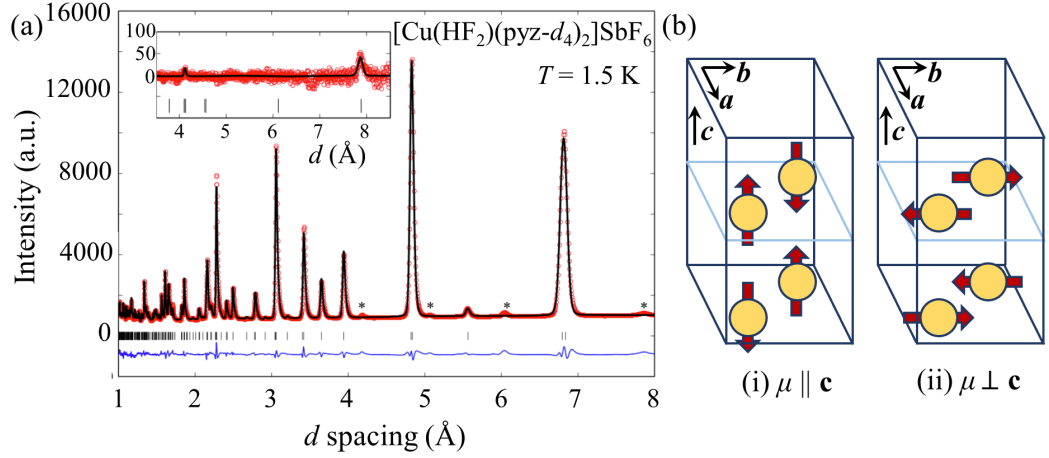 (a)
[Cu(HF₂)(pyz-d₄)₂]SbF₆
T = 1.5 K
Intensity (a.u.)
16000
12000
8000
4000
0
-4000
100
50
0
4 5 6 7 8
d (Å)
* * * *
1 2 3 4 5 6 7 8
d spacing (Å)
(b)
b
a
c
b
a
c
(i) μ || c
(ii) μ ⊥ c